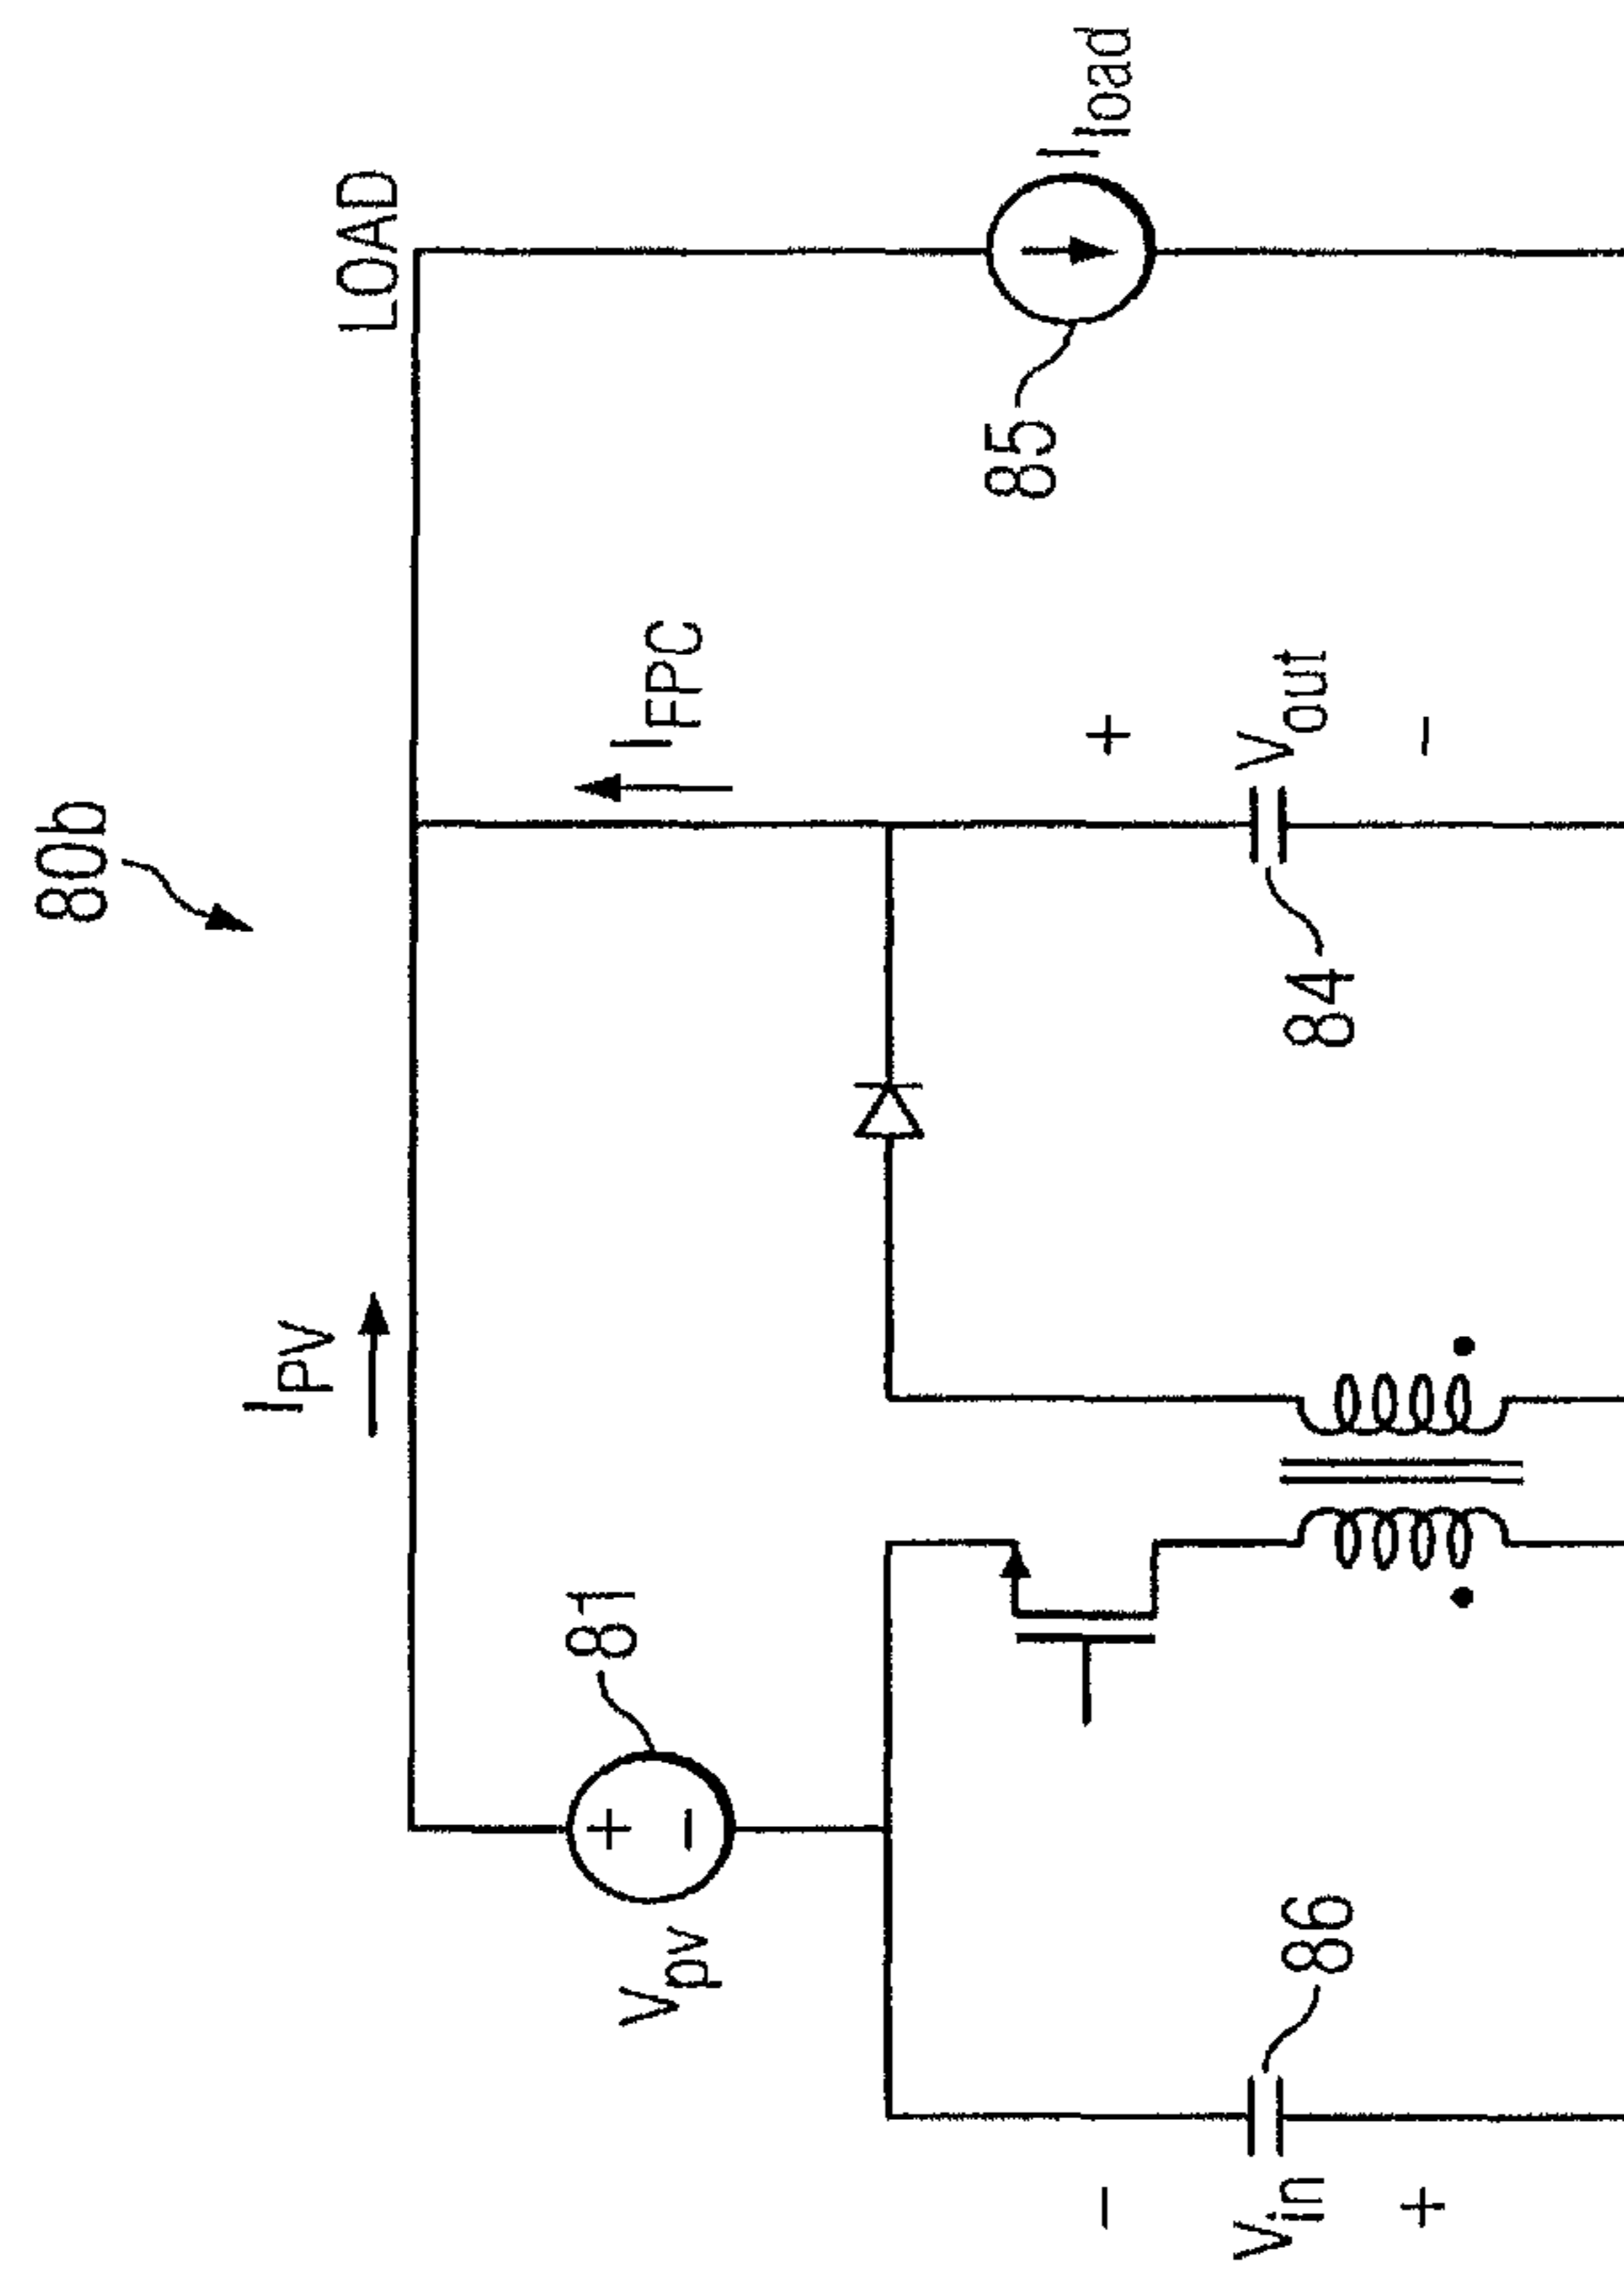 80b
I_PV
LOAD
V_pv
+
-
81
I_FPC
85
I_load
-
V_in
+
86
84
+
V_out
-